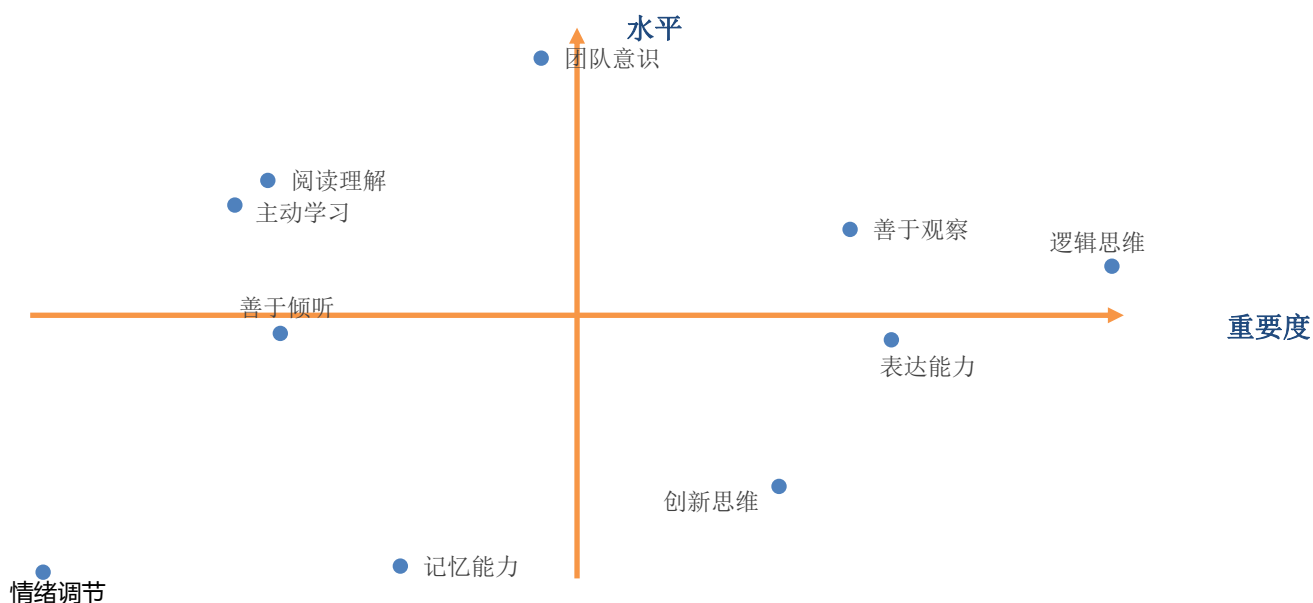 水平
团队意识
阅读理解
主动学习
善于观察
逻辑思维
善于倾听
重要度
表达能力
创新思维
记忆能力
情绪调节